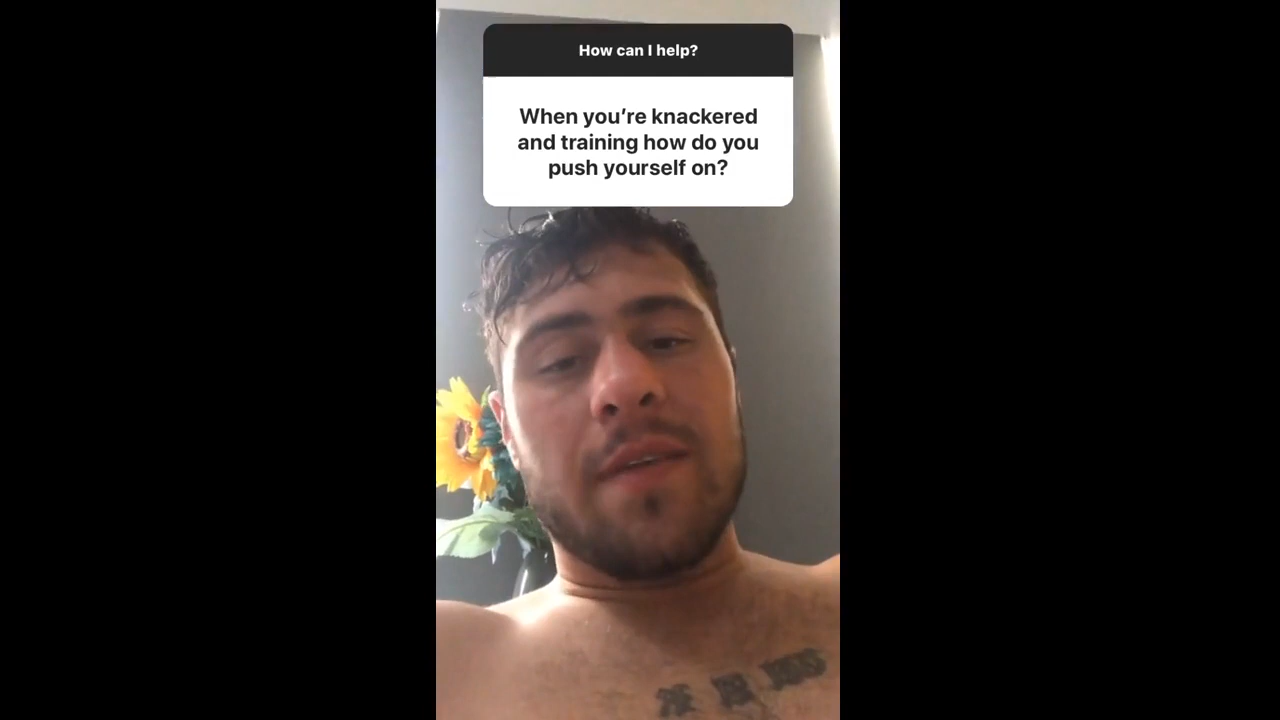 How can I help?
When you’re knackered
and training how do you
push yourself on?